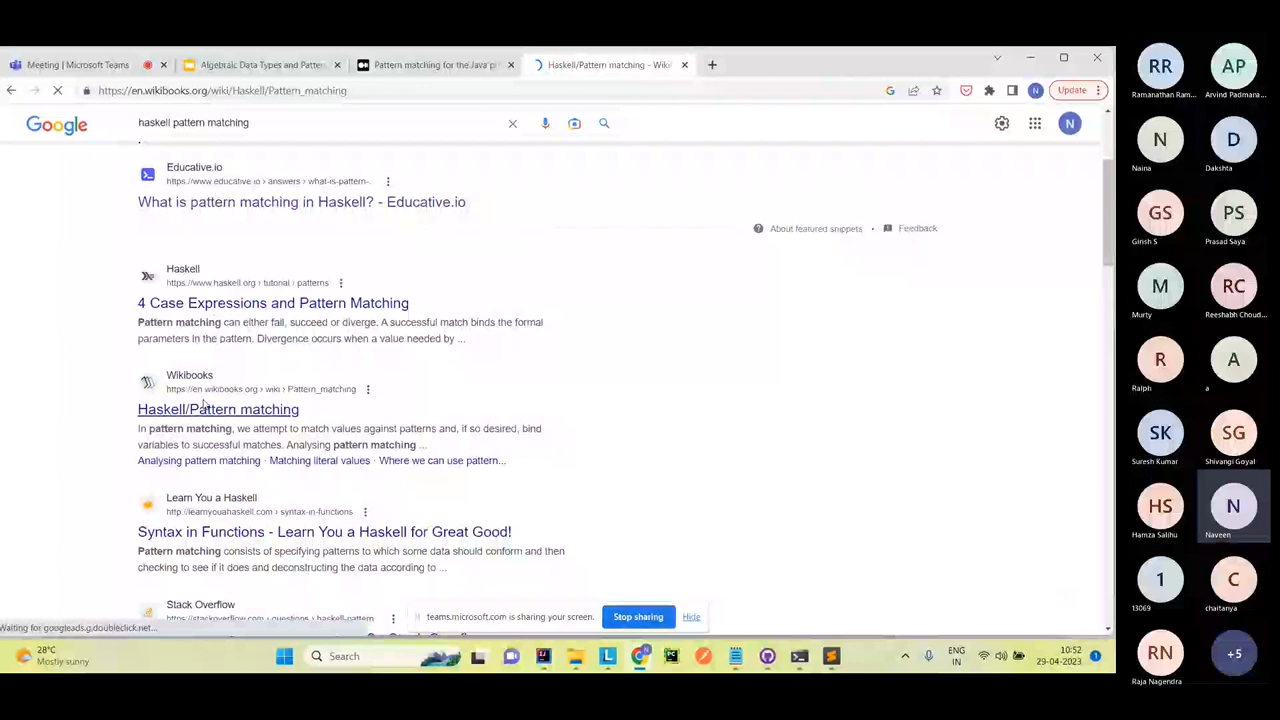 Meeting | Microsoft Teams
Algebraic Data Types and Patter
Pattern matching for the Java p
Haskell/Pattern matching - Wiki
https://en.wikibooks.org/wiki/Haskell/Pattern_matching
N
Update
Google
haskell pattern matching
N
Educative.io
https://www.educative.io › answers › what-is-pattern-...
What is pattern matching in Haskell? - Educative.io
About featured snippets • Feedback
Haskell
https://www.haskell.org › tutorial › patterns
4 Case Expressions and Pattern Matching
Pattern matching can either fail, succeed or diverge. A successful match binds the formal
parameters in the pattern. Divergence occurs when a value needed by ...
Wikibooks
https://en.wikibooks.org › wiki › Pattern_matching
Haskell/Pattern matching
In pattern matching, we attempt to match values against patterns and, if so desired, bind
variables to successful matches. Analysing pattern matching ...
Analysing pattern matching · Matching literal values · Where we can use pattern...
Learn You a Haskell
http://learnyouahaskell.com › syntax-in-functions
Syntax in Functions - Learn You a Haskell for Great Good!
Pattern matching consists of specifying patterns to which some data should conform and then
checking to see if it does and deconstructing the data according to ...
Stack Overflow
https://stackoverflow.com › questions › haskell-pattern
teams.microsoft.com is sharing your screen.
Stop sharing
Hide
Waiting for googleads.g.doubleclick.net...
28°C
Mostly sunny
Search
ENG
IN
10:52
29-04-2023
1
RR
Ramanathan Ram...
AP
Arvind Padmana...
N
Naina
D
Dakshta
GS
Girish S
PS
Prasad Saya
M
Murty
RC
Reeshabh Choud...
R
Ralph
A
a
SK
Suresh Kumar
SG
Shivangi Goyal
HS
Hamza Salihu
N
Naveen
1
13069
C
chaitanya
RN
Raja Nagendra
+5